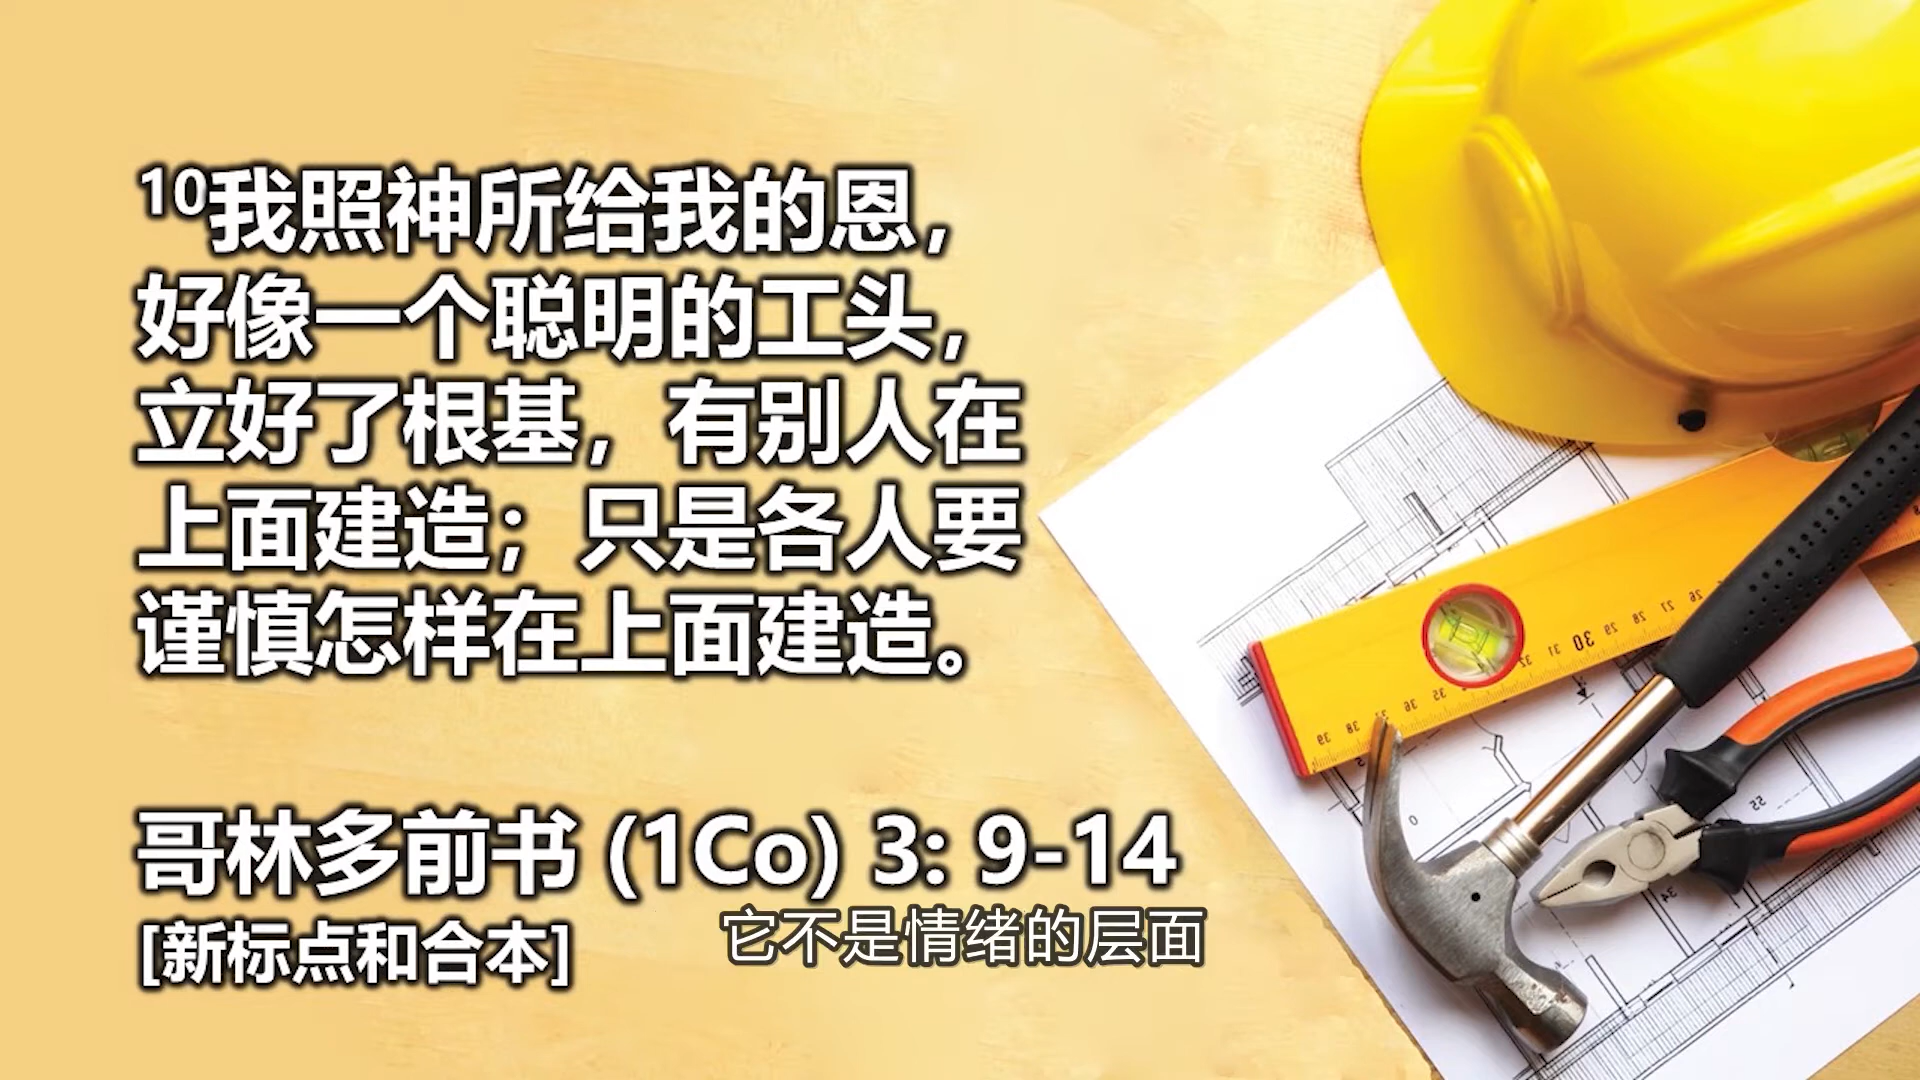 10我照神所给我的恩，
好像一个聪明的工头，
立好了根基，有别人在
上面建造；只是各人要
谨慎怎样在上面建造。
哥林多前书 (1Co) 3: 9-14
[新标点和合本]
它不是情绪的层面